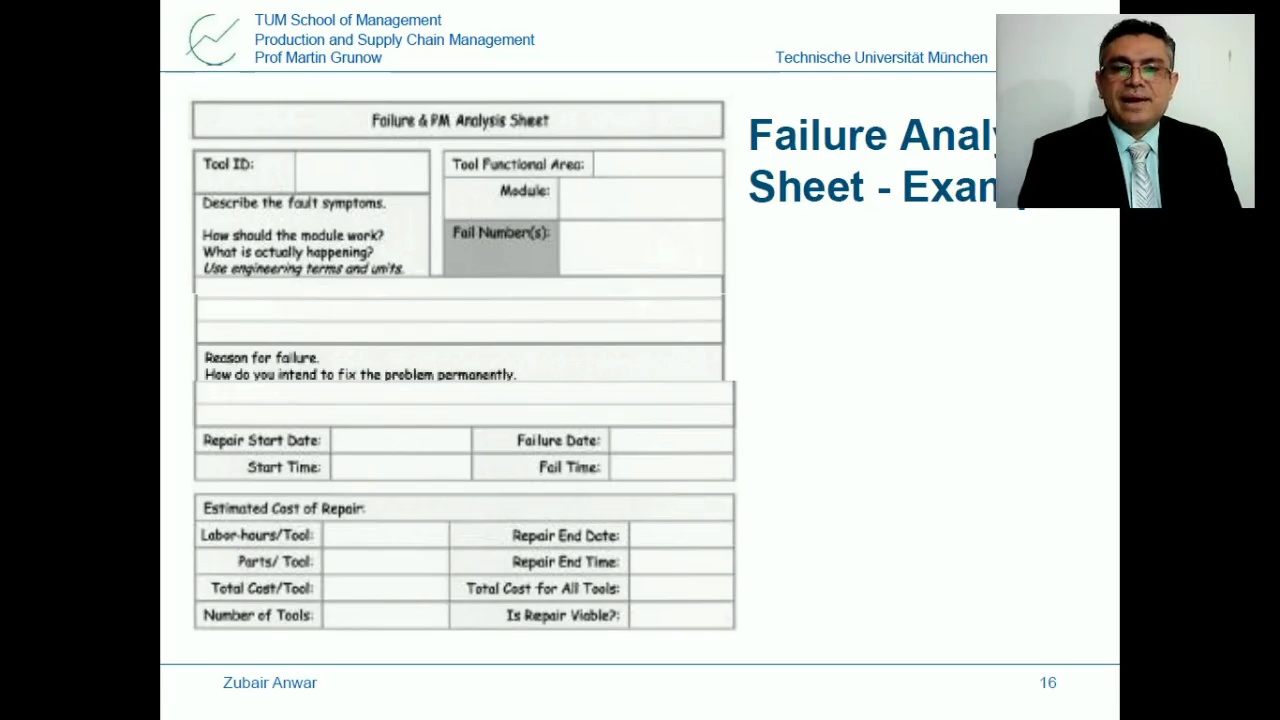 TUM School of Management
Production and Supply Chain Management
Prof Martin Grunow
Technische Universität München
Failure & PM Analysis Sheet
Tool ID:
Describe the fault symptoms.
How should the module work?
What is actually happening?
Use engineering terms and units.
Tool Functional Area:
Module:
Fail Number(s):
Reason for failure.
How do you intend to fix the problem permanently.
Repair Start Date:
Failure Date:
Start Time:
Fail Time:
Estimated Cost of Repair:
Labor-hours/Tool:
Repair End Date:
Parts/ Tool:
Repair End Time:
Total Cost/Tool:
Total Cost for All Tools:
Number of Tools:
Is Repair Viable?:
Failure
Sheet -
Zubair Anwar
16